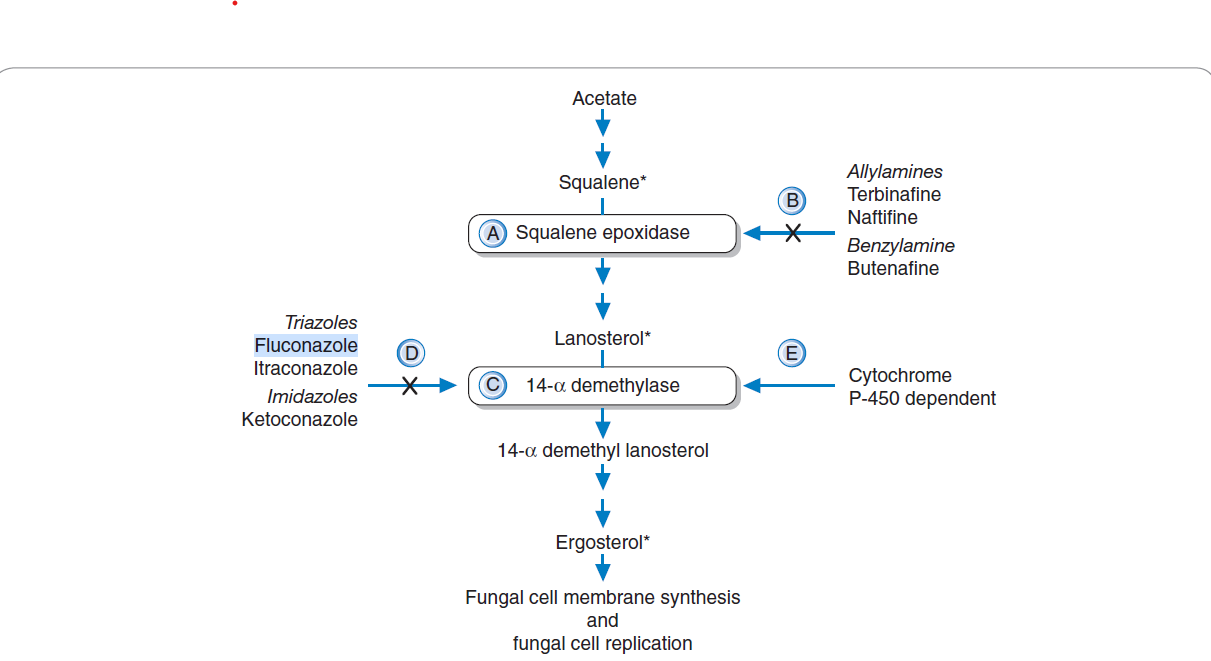 Acetate
Squalene*
A Squalene epoxidase
B
Allylamines
Terbinafine
Naftifine
Benzylamine
Butenafine
Lanosterol*
Triazoles
Fluconazole
Itraconazole
Imidazoles
Ketoconazole
D
C 14-α demethylase
E
Cytochrome
P-450 dependent
14-α demethyl lanosterol
Ergosterol*
Fungal cell membrane synthesis
and
fungal cell replication